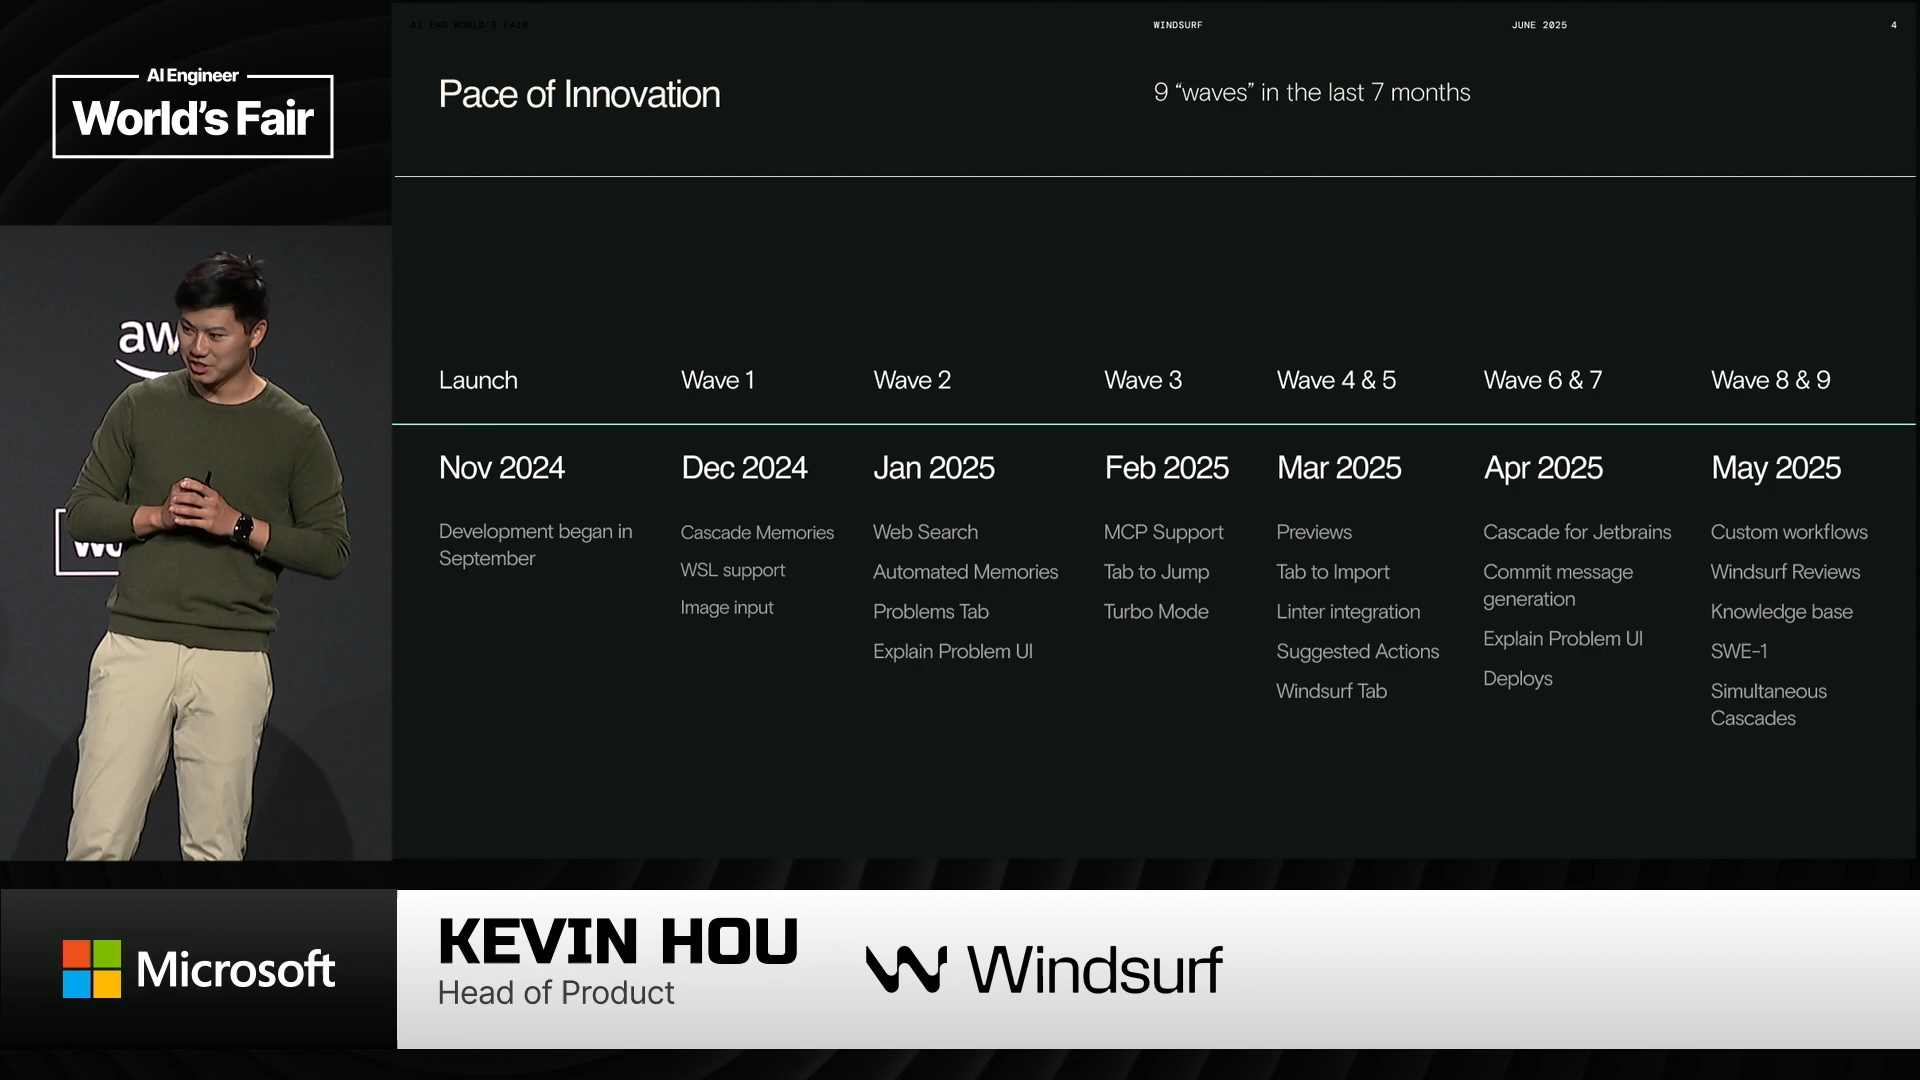 AI Engineer
World's Fair
AI ENG WORLD'S FAIR
WINDSURF
JUNE 2025
4
Pace of Innovation
9 “waves” in the last 7 months
Launch
Wave 1
Wave 2
Wave 3
Wave 4 & 5
Wave 6 & 7
Wave 8 & 9
Nov 2024
Development began in
September
Dec 2024
Cascade Memories
WSL support
Image input
Jan 2025
Web Search
Automated Memories
Problems Tab
Explain Problem UI
Feb 2025
MCP Support
Tab to Jump
Turbo Mode
Mar 2025
Previews
Tab to Import
Linter integration
Suggested Actions
Windsurf Tab
Apr 2025
Cascade for Jetbrains
Commit message
generation
Explain Problem UI
Deploys
May 2025
Custom workflows
Windsurf Reviews
Knowledge base
SWE-1
Simultaneous
Cascades
Microsoft
KEVIN HOU
Head of Product
Windsurf